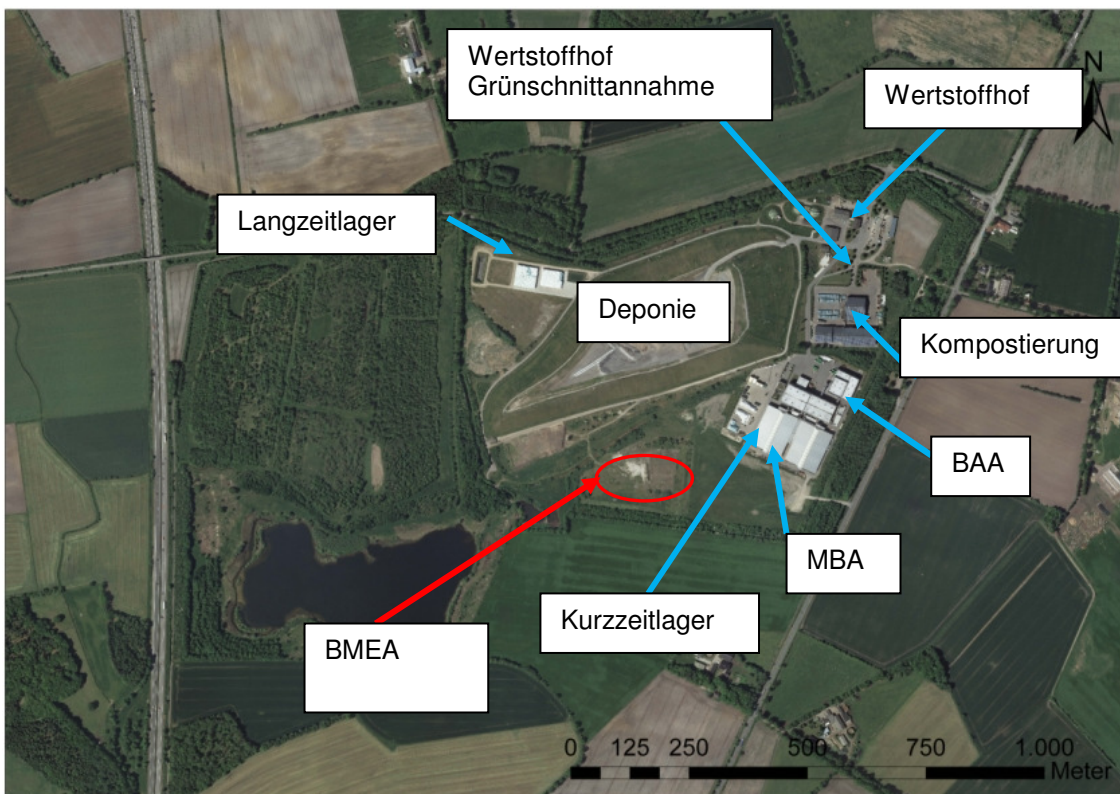 Wertstoffhof
Grünschnittannahme
Wertstoffhof
N
Langzeitlager
Deponie
Kompostierung
BAA
MBA
Kurzzeitlager
BMEA
0 125 250 500 750 1.000
Meter